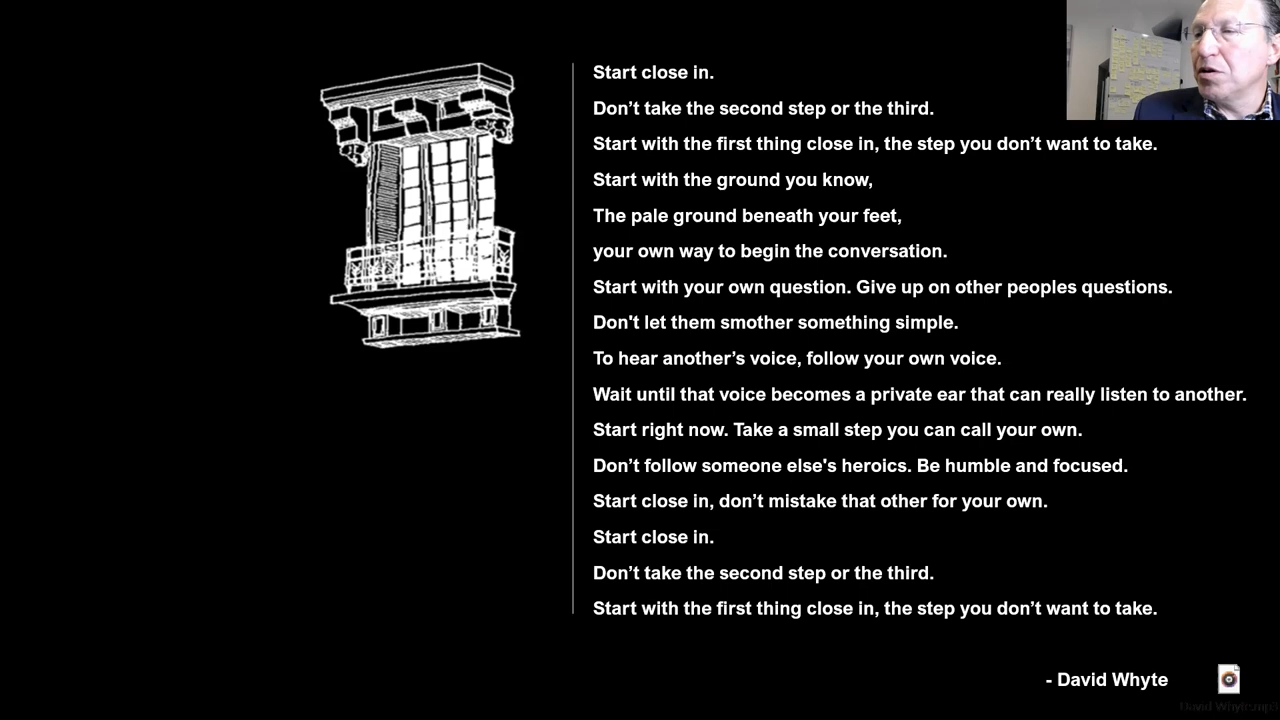 Start close in.
Don’t take the second step or the third.
Start with the first thing close in, the step you don’t want to take.
Start with the ground you know,
The pale ground beneath your feet,
your own way to begin the conversation.
Start with your own question. Give up on other peoples questions.
Don't let them smother something simple.
To hear another’s voice, follow your own voice.
Wait until that voice becomes a private ear that can really listen to another.
Start right now. Take a small step you can call your own.
Don’t follow someone else's heroics. Be humble and focused.
Start close in, don’t mistake that other for your own.
Start close in.
Don’t take the second step or the third.
Start with the first thing close in, the step you don’t want to take.
- David Whyte
David Whyte.mp3